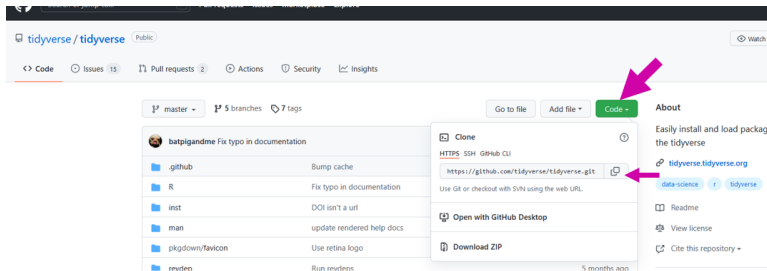 tidyverse / tidyverse Public
Watch
Code Issues 15 Pull requests 2 Actions Security Insights
master 5 branches 7 tags Go to file Add file Code
About
batpigandme Fix typo in documentation
Clone
Easily install and load packag
the tidyverse
HTTPS SSH GitHub CLI
.github Bump cache
tidyverse.tidyverse.org
https://github.com/tidyverse/tidyverse.git
R Fix typo in documentation
Use Git or checkout with SVN using the web URL.
data-science r tidyverse
inst DOI isn't a url
Open with GitHub Desktop
Readme
man update rendered help docs
View license
pkgdown/favicon Use retina logo
Download ZIP
Cite this repository
revdep Run revdeps 5 months ago